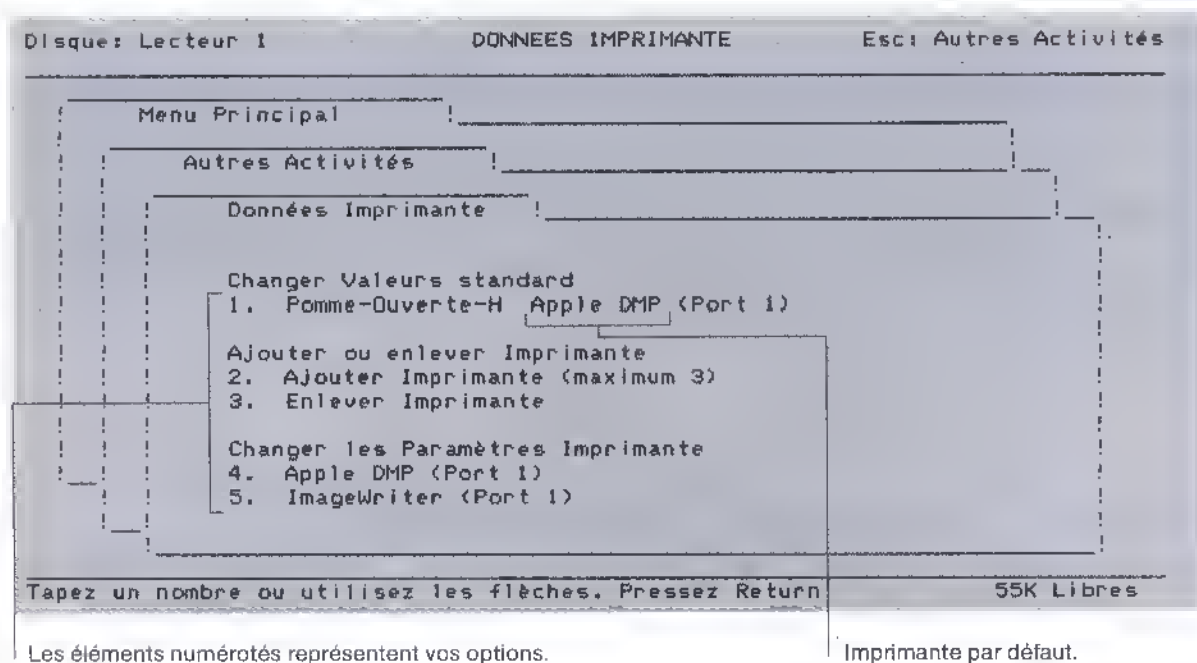 Disque: Lecteur 1 DONNEES IMPRIMANTE Esc: Autres Activités
Menu Principal
Autres Activités
Données Imprimante
Changer Valeurs standard
1. Pomme-Ouverte-H Apple DMP (Port 1)
Ajouter ou enlever Imprimante
2. Ajouter Imprimante (maximum 3)
3. Enlever Imprimante
Changer les Paramètres Imprimante
4. Apple DMP (Port 1)
5. ImageWriter (Port 1)
Tapez un nombre ou utilisez les flèches. Pressez Return 55K Libres
Les éléments numérotés représentent vos options. Imprimante par défaut.